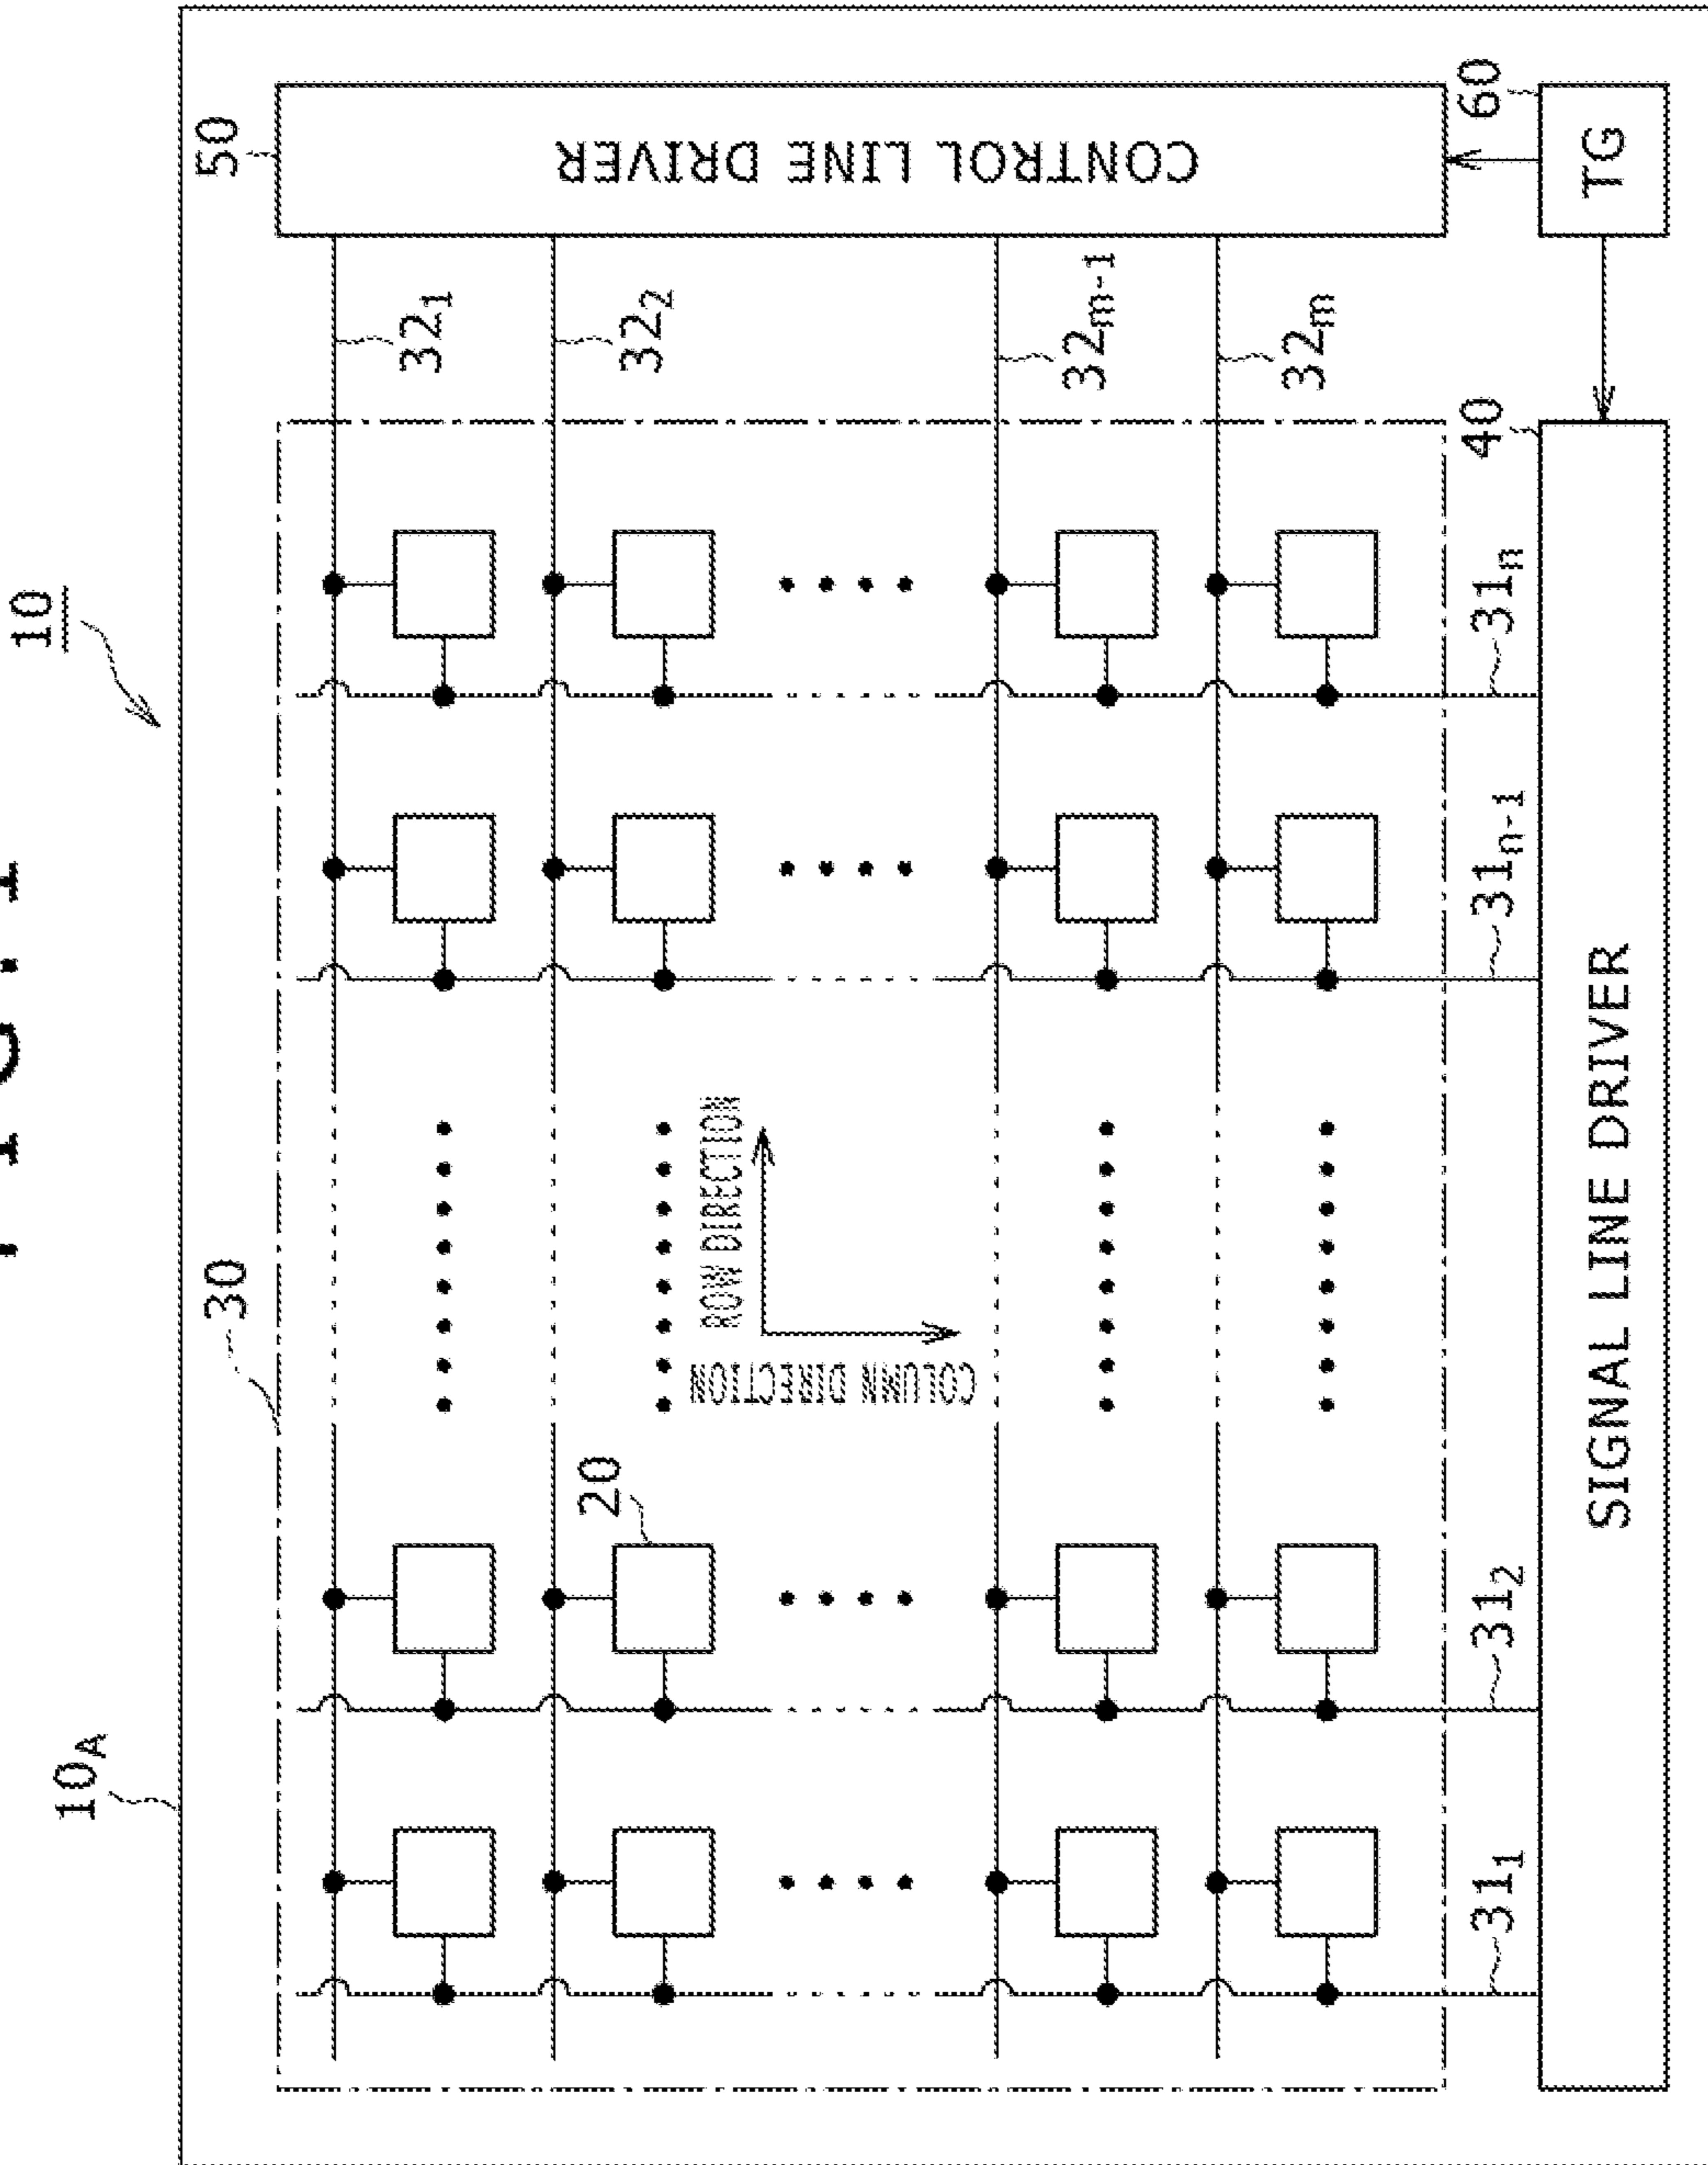 10
10A
30
50
32₁
20
32₂
ROW DIRECTION
COLUMN DIRECTION
CONTROL LINE DRIVER
32m-1
32m
31₁
31₂
31n-1
31n
40
60
SIGNAL LINE DRIVER
TG